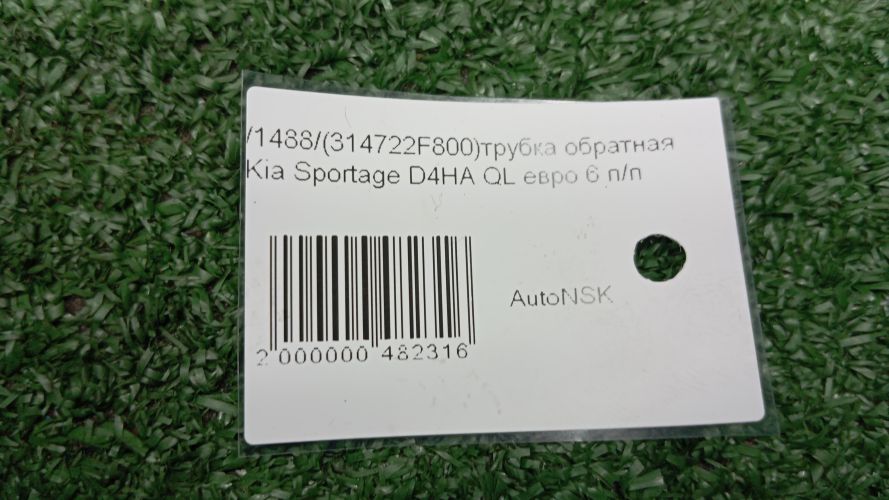 /1488/(314722F800)трубка обратная
Kia Sportage D4HA QL евро 6 п/п
AutoNSK
2 000000 482316